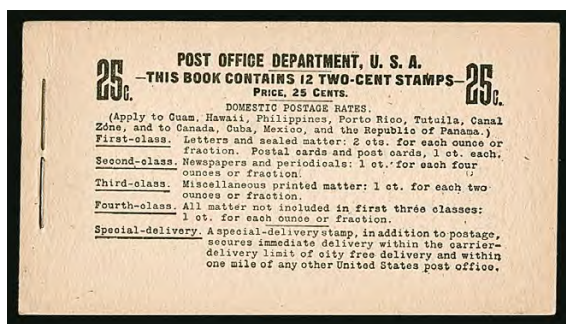 POST OFFICE DEPARTMENT, U. S. A.
25c. —THIS BOOK CONTAINS 12 TWO-CENT STAMPS— 25c.
PRICE, 25 CENTS.
DOMESTIC POSTAGE RATES.
(Apply to Guam, Hawaii, Philippines, Porto Rico, Tutuila, Canal
Zone, and to Canada, Cuba, Mexico, and the Republic of Panama.)
First-class. Letters and sealed matter: 2 cts. for each ounce or
fraction. Postal cards and post cards, 1 ct. each.
Second-class. Newspapers and periodicals: 1 ct. for each four
ounces or fraction.
Third-class. Miscellaneous printed matter: 1 ct. for each two
ounces or fraction.
Fourth-class. All matter not included in first three classes:
1 ct. for each ounce or fraction.
Special-delivery. A special-delivery stamp, in addition to postage,
secures immediate delivery within the carrier-
delivery limit of city free delivery and within
one mile of any other United States post office.